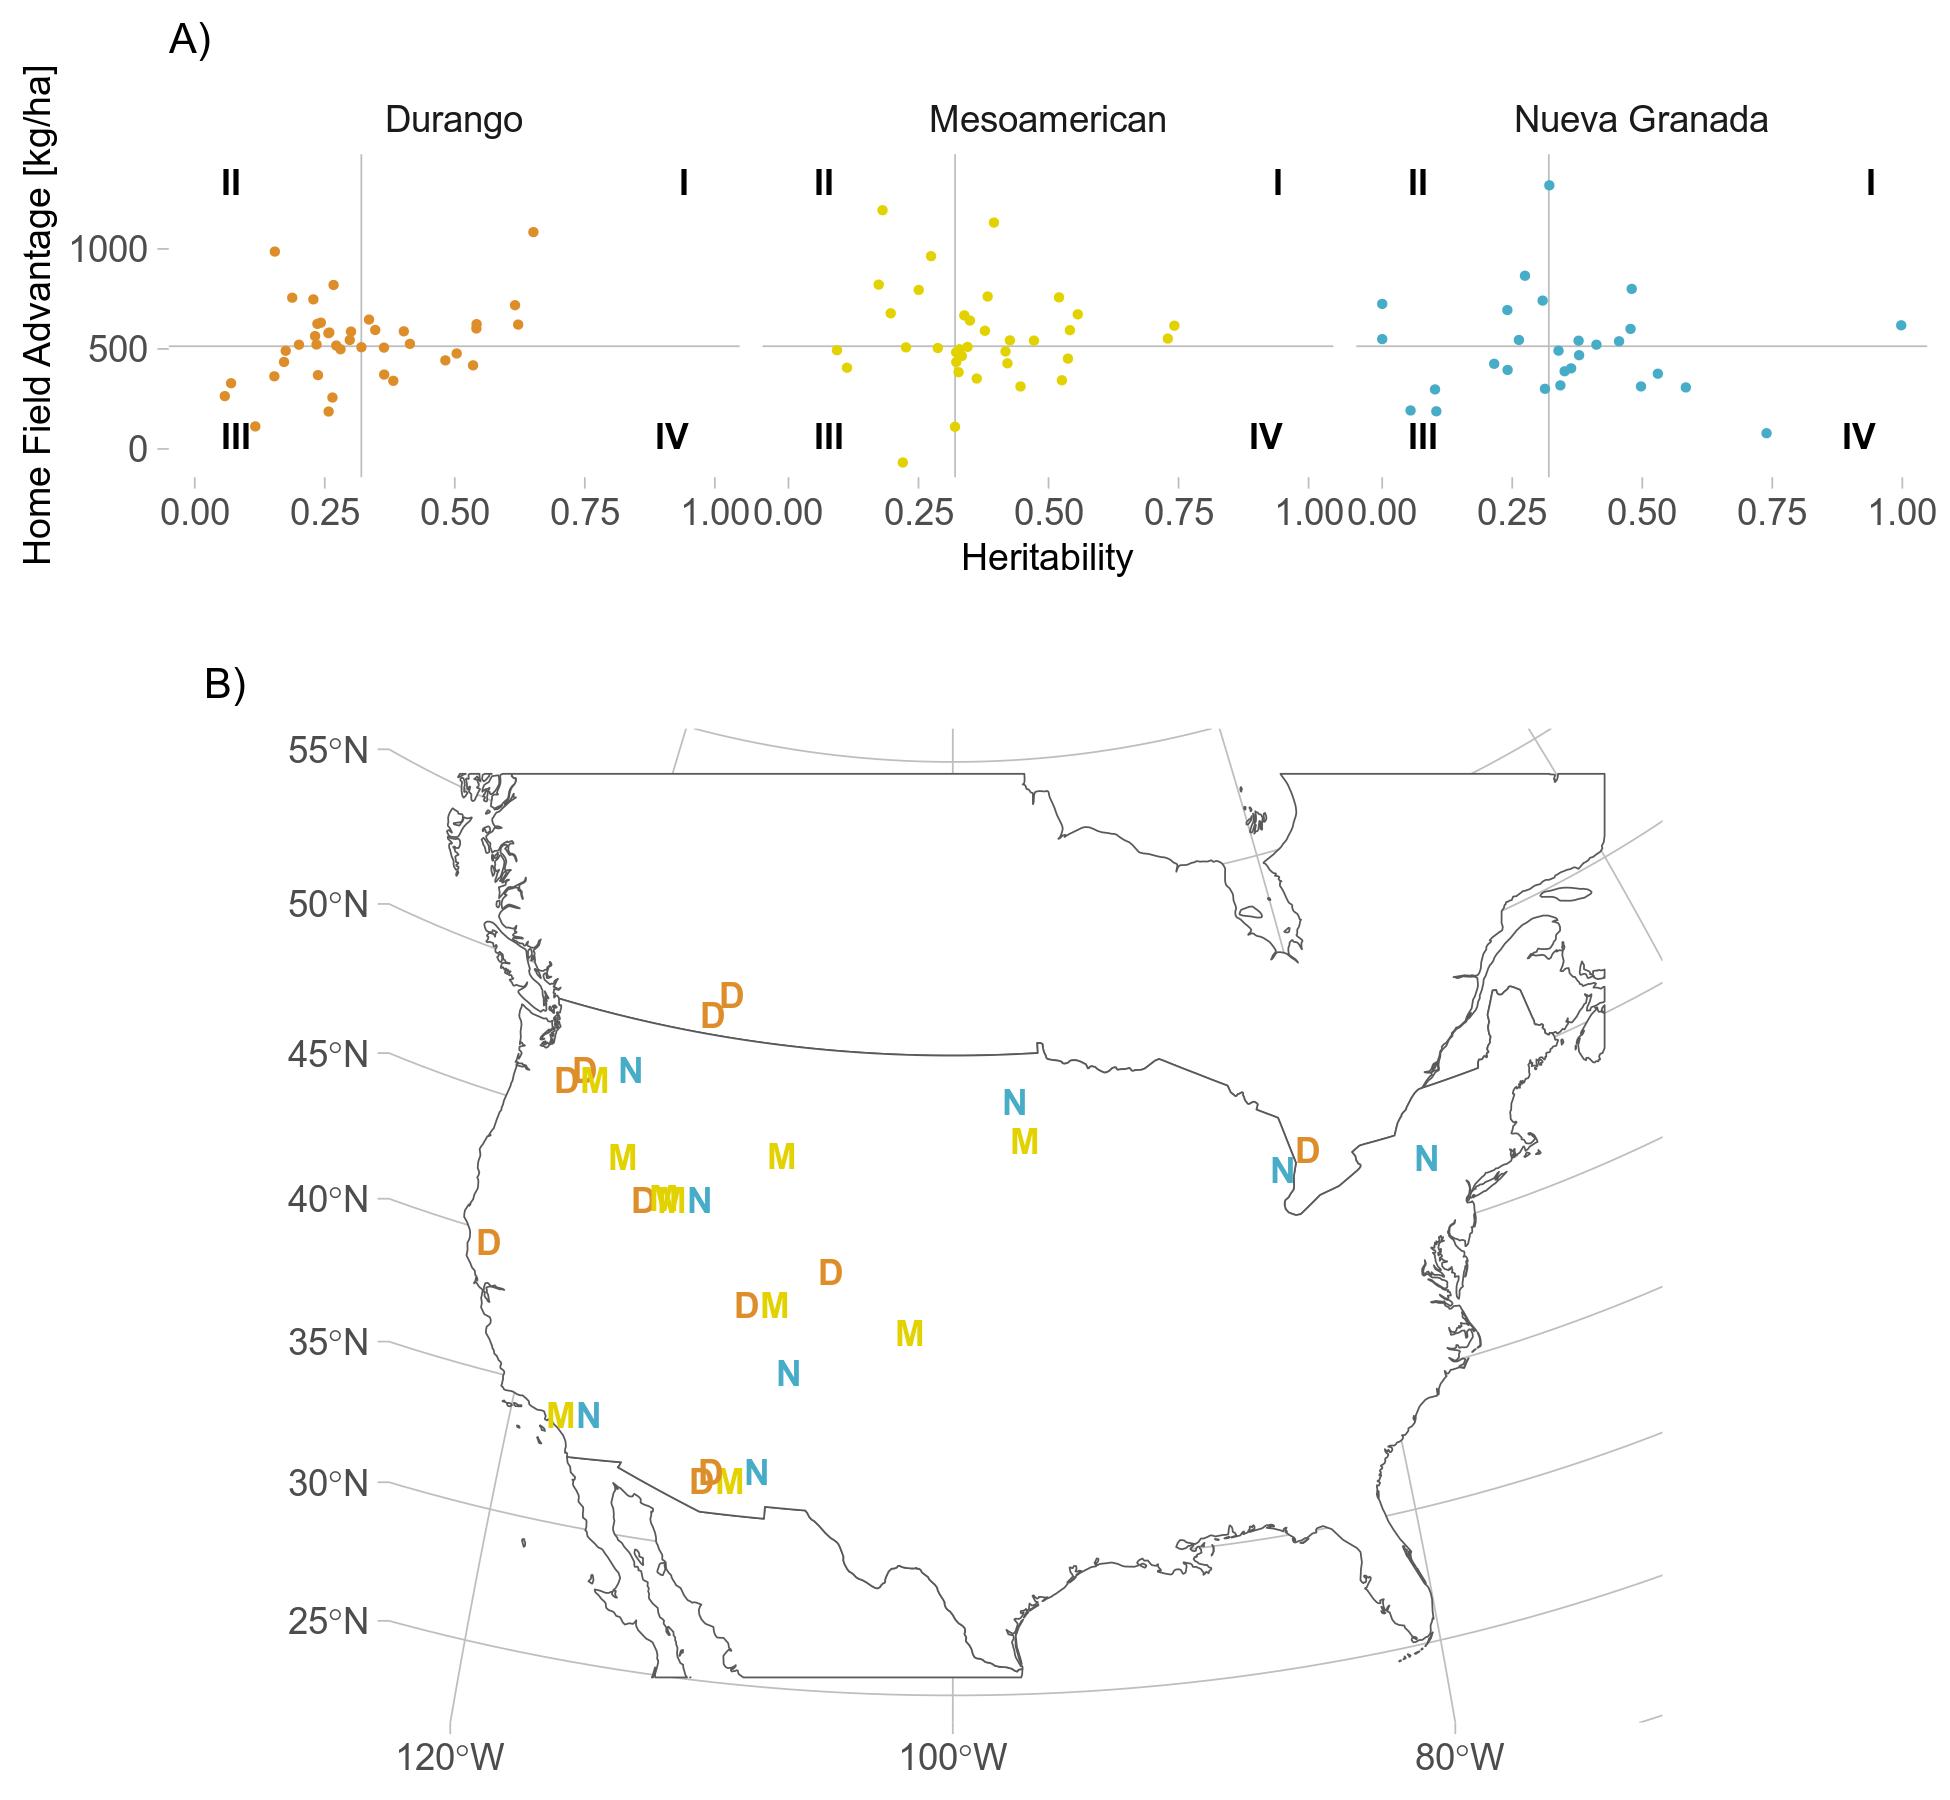 A)
Home Field Advantage [kg/ha]
Durango Mesoamerican Nueva Granada
II I II I II I
1000
500
III IV III IV III IV
0
0.00 0.25 0.50 0.75 1.00 0.00 0.25 0.50 0.75 1.00 0.00 0.25 0.50 0.75 1.00
Heritability
B)
55°N
50°N
D
D
45°N
D N
D M
N
M
D
M M N N
40°N
D M M N
D
D
D M
M
35°N
N
M N
D N
30°N
D M
25°N
120°W 100°W 80°W